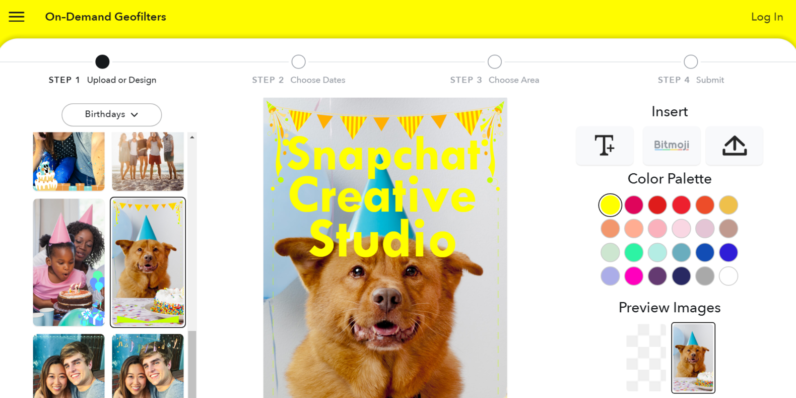 On-Demand Geofilters
Log In
STEP 1 Upload or Design
STEP 2 Choose Dates
STEP 3 Choose Area
STEP 4 Submit
Birthdays
Snapchat
Creative
Studio
Insert
T+
Bitmoji
Color Palette
Preview Images